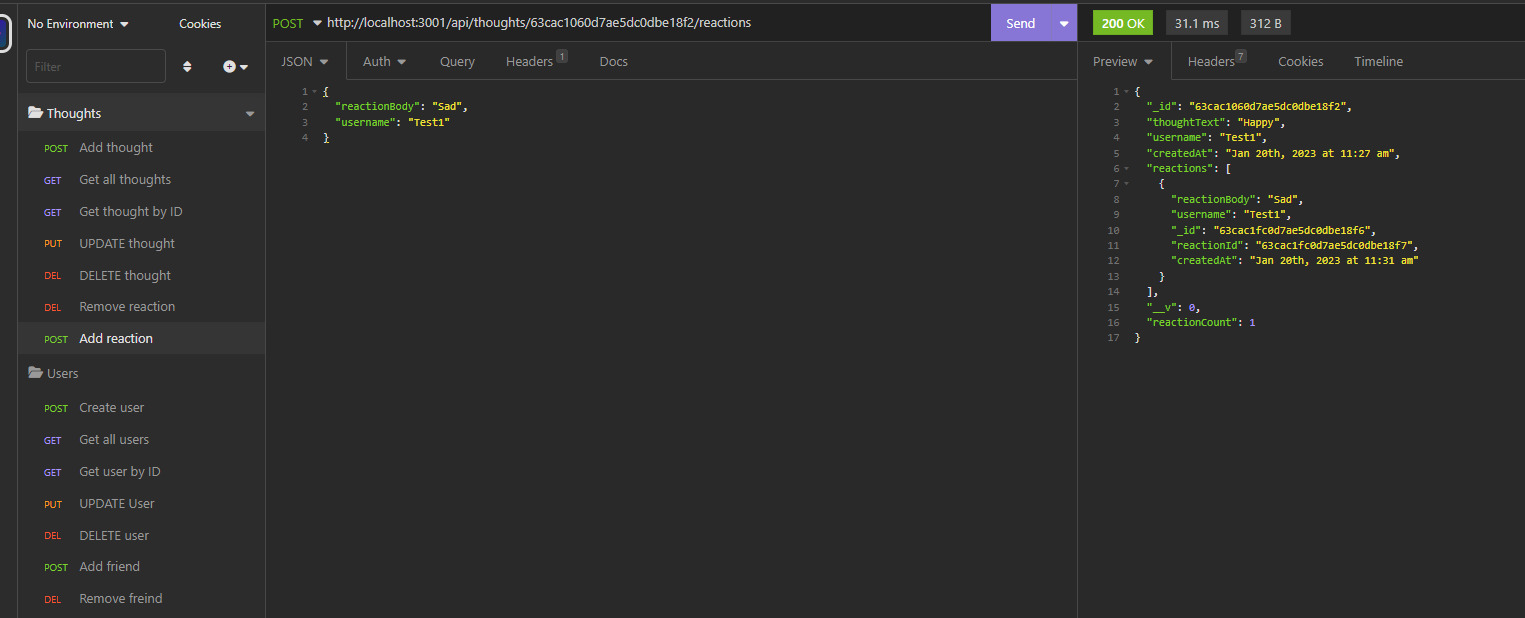 No Environment
Cookies
Filter
Thoughts
POST Add thought
GET Get all thoughts
GET Get thought by ID
PUT UPDATE thought
DEL DELETE thought
DEL Remove reaction
POST Add reaction
Users
POST Create user
GET Get all users
GET Get user by ID
PUT UPDATE User
DEL DELETE user
POST Add friend
DEL Remove freind
POST http://localhost:3001/api/thoughts/63cac1060d7ae5dc0dbe18f2/reactions
Send
JSON Auth Query Headers 1 Docs
1 {
2 "reactionBody": "Sad",
3 "username": "Test1"
4 }
200 OK 31.1 ms 312 B
Preview Headers 7 Cookies Timeline
1 {
2 "_id": "63cac1060d7ae5dc0dbe18f2",
3 "thoughtText": "Happy",
4 "username": "Test1",
5 "createdAt": "Jan 20th, 2023 at 11:27 am",
6 "reactions": [
7 {
8 "reactionBody": "Sad",
9 "username": "Test1",
10 "_id": "63cac1fc0d7ae5dc0dbe18f6",
11 "reactionId": "63cac1fc0d7ae5dc0dbe18f7",
12 "createdAt": "Jan 20th, 2023 at 11:31 am"
13 }
14 ],
15 "__v": 0,
16 "reactionCount": 1
17 }